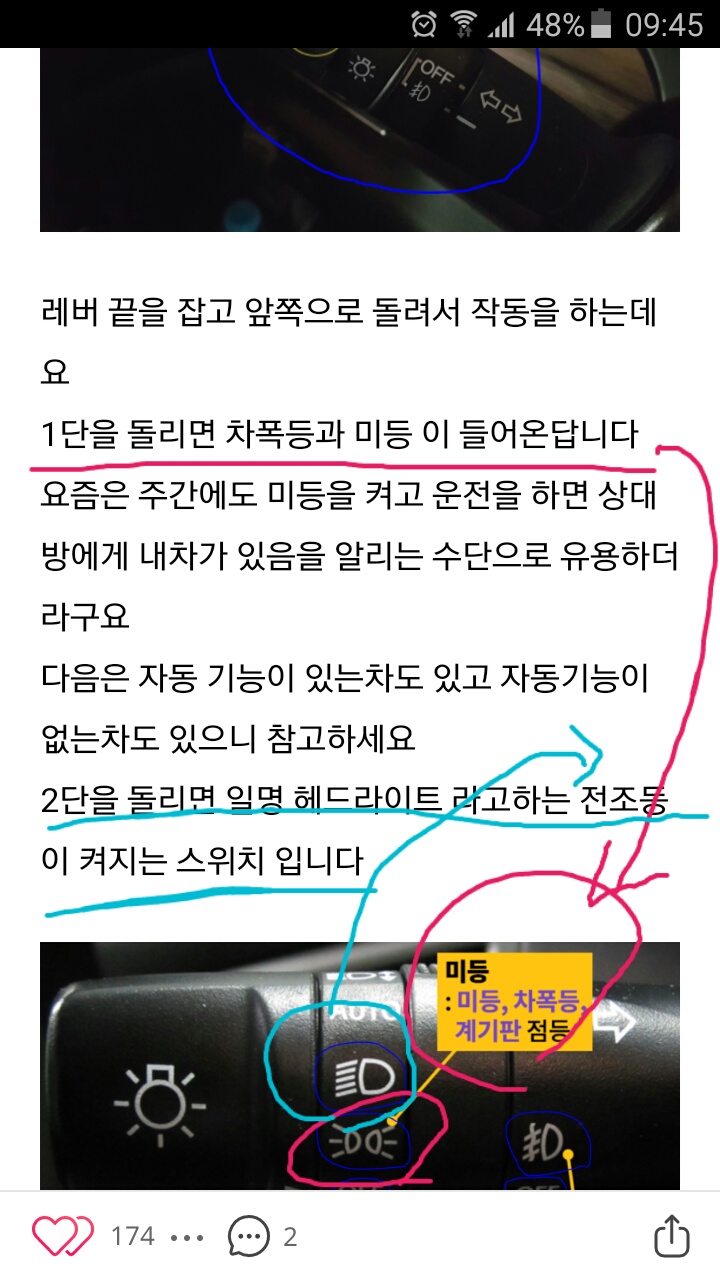 48% 09:45
OFF
레버 끝을 잡고 앞쪽으로 돌려서 작동을 하는데
요
1단을 돌리면 차폭등과 미등 이 들어온답니다
요즘은 주간에도 미등을 켜고 운전을 하면 상대
방에게 내차가 있음을 알리는 수단으로 유용하더
라구요
다음은 자동 기능이 있는차도 있고 자동기능이
없는차도 있으니 참고하세요
2단을 돌리면 일명 헤드라이트 라고하는 전조등
이 켜지는 스위치 입니다
AUTO
미등
: 미등, 차폭등,
계기판 점등
OFF
174 ••• 2